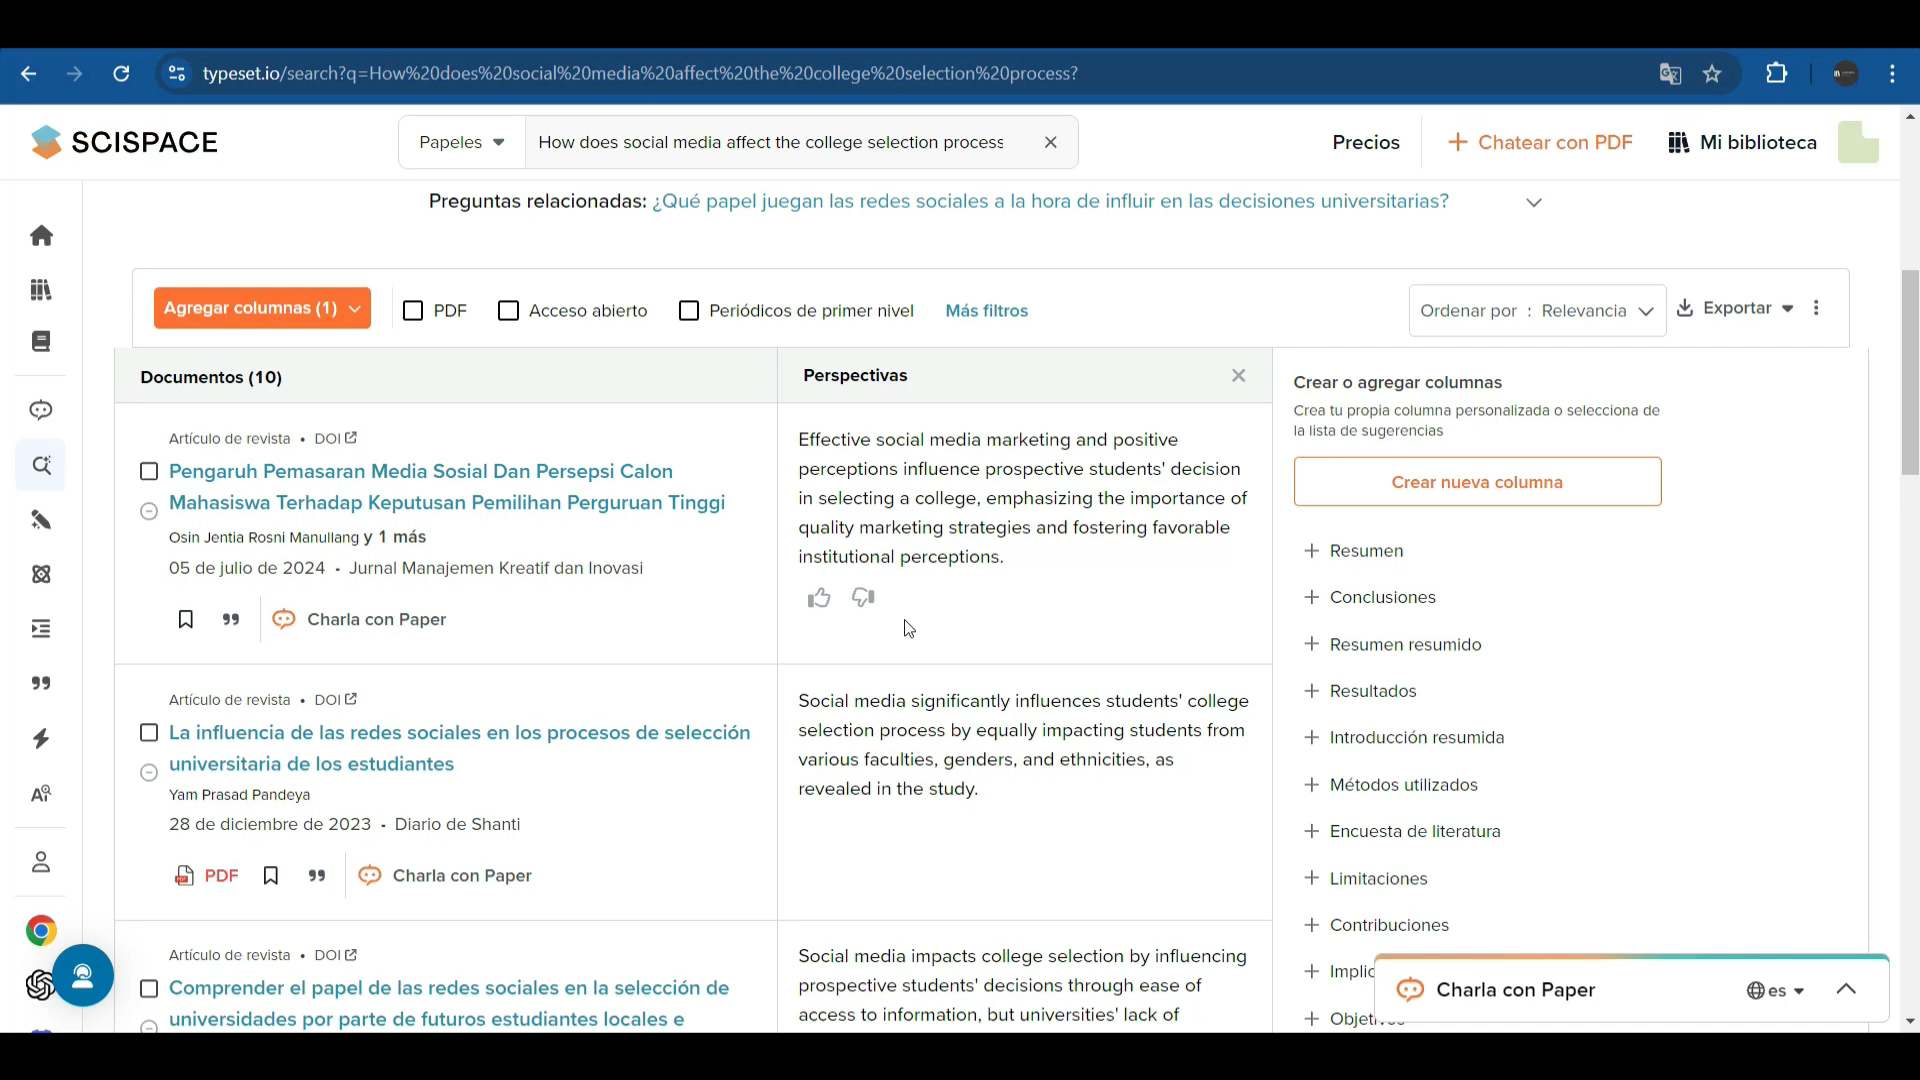 typeset.io/search?q=How%20does%20social%20media%20affect%20the%20college%20selection%20process?
SCISPACE
Papeles
How does social media affect the college selection process
Precios
Chatear con PDF
Mi biblioteca
Preguntas relacionadas: ¿Qué papel juegan las redes sociales a la hora de influir en las decisiones universitarias?
Agregar columnas (1)
PDF
Acceso abierto
Periódicos de primer nivel
Más filtros
Ordenar por : Relevancia
Exportar
Documentos (10)
Perspectivas
Artículo de revista • DOI
Pengaruh Pemasaran Media Sosial Dan Persepsi Calon
Mahasiswa Terhadap Keputusan Pemilihan Perguruan Tinggi
Osin Jentia Rosni Manullang y 1 más
05 de julio de 2024 - Jurnal Manajemen Kreatif dan Inovasi
Charla con Paper
Effective social media marketing and positive
perceptions influence prospective students' decision
in selecting a college, emphasizing the importance of
quality marketing strategies and fostering favorable
institutional perceptions.
Artículo de revista • DOI
La influencia de las redes sociales en los procesos de selección
universitaria de los estudiantes
Yam Prasad Pandeya
28 de diciembre de 2023 - Diario de Shanti
PDF
Charla con Paper
Social media significantly influences students' college
selection process by equally impacting students from
various faculties, genders, and ethnicities, as
revealed in the study.
Artículo de revista • DOI
Comprender el papel de las redes sociales en la selección de
universidades por parte de futuros estudiantes locales e
Social media impacts college selection by influencing
prospective students' decisions through ease of
access to information, but universities' lack of
Crear o agregar columnas
Crea tu propia columna personalizada o selecciona de
la lista de sugerencias
Crear nueva columna
Resumen
Conclusiones
Resumen resumido
Resultados
Introducción resumida
Métodos utilizados
Encuesta de literatura
Limitaciones
Contribuciones
Implic
Charla con Paper
es